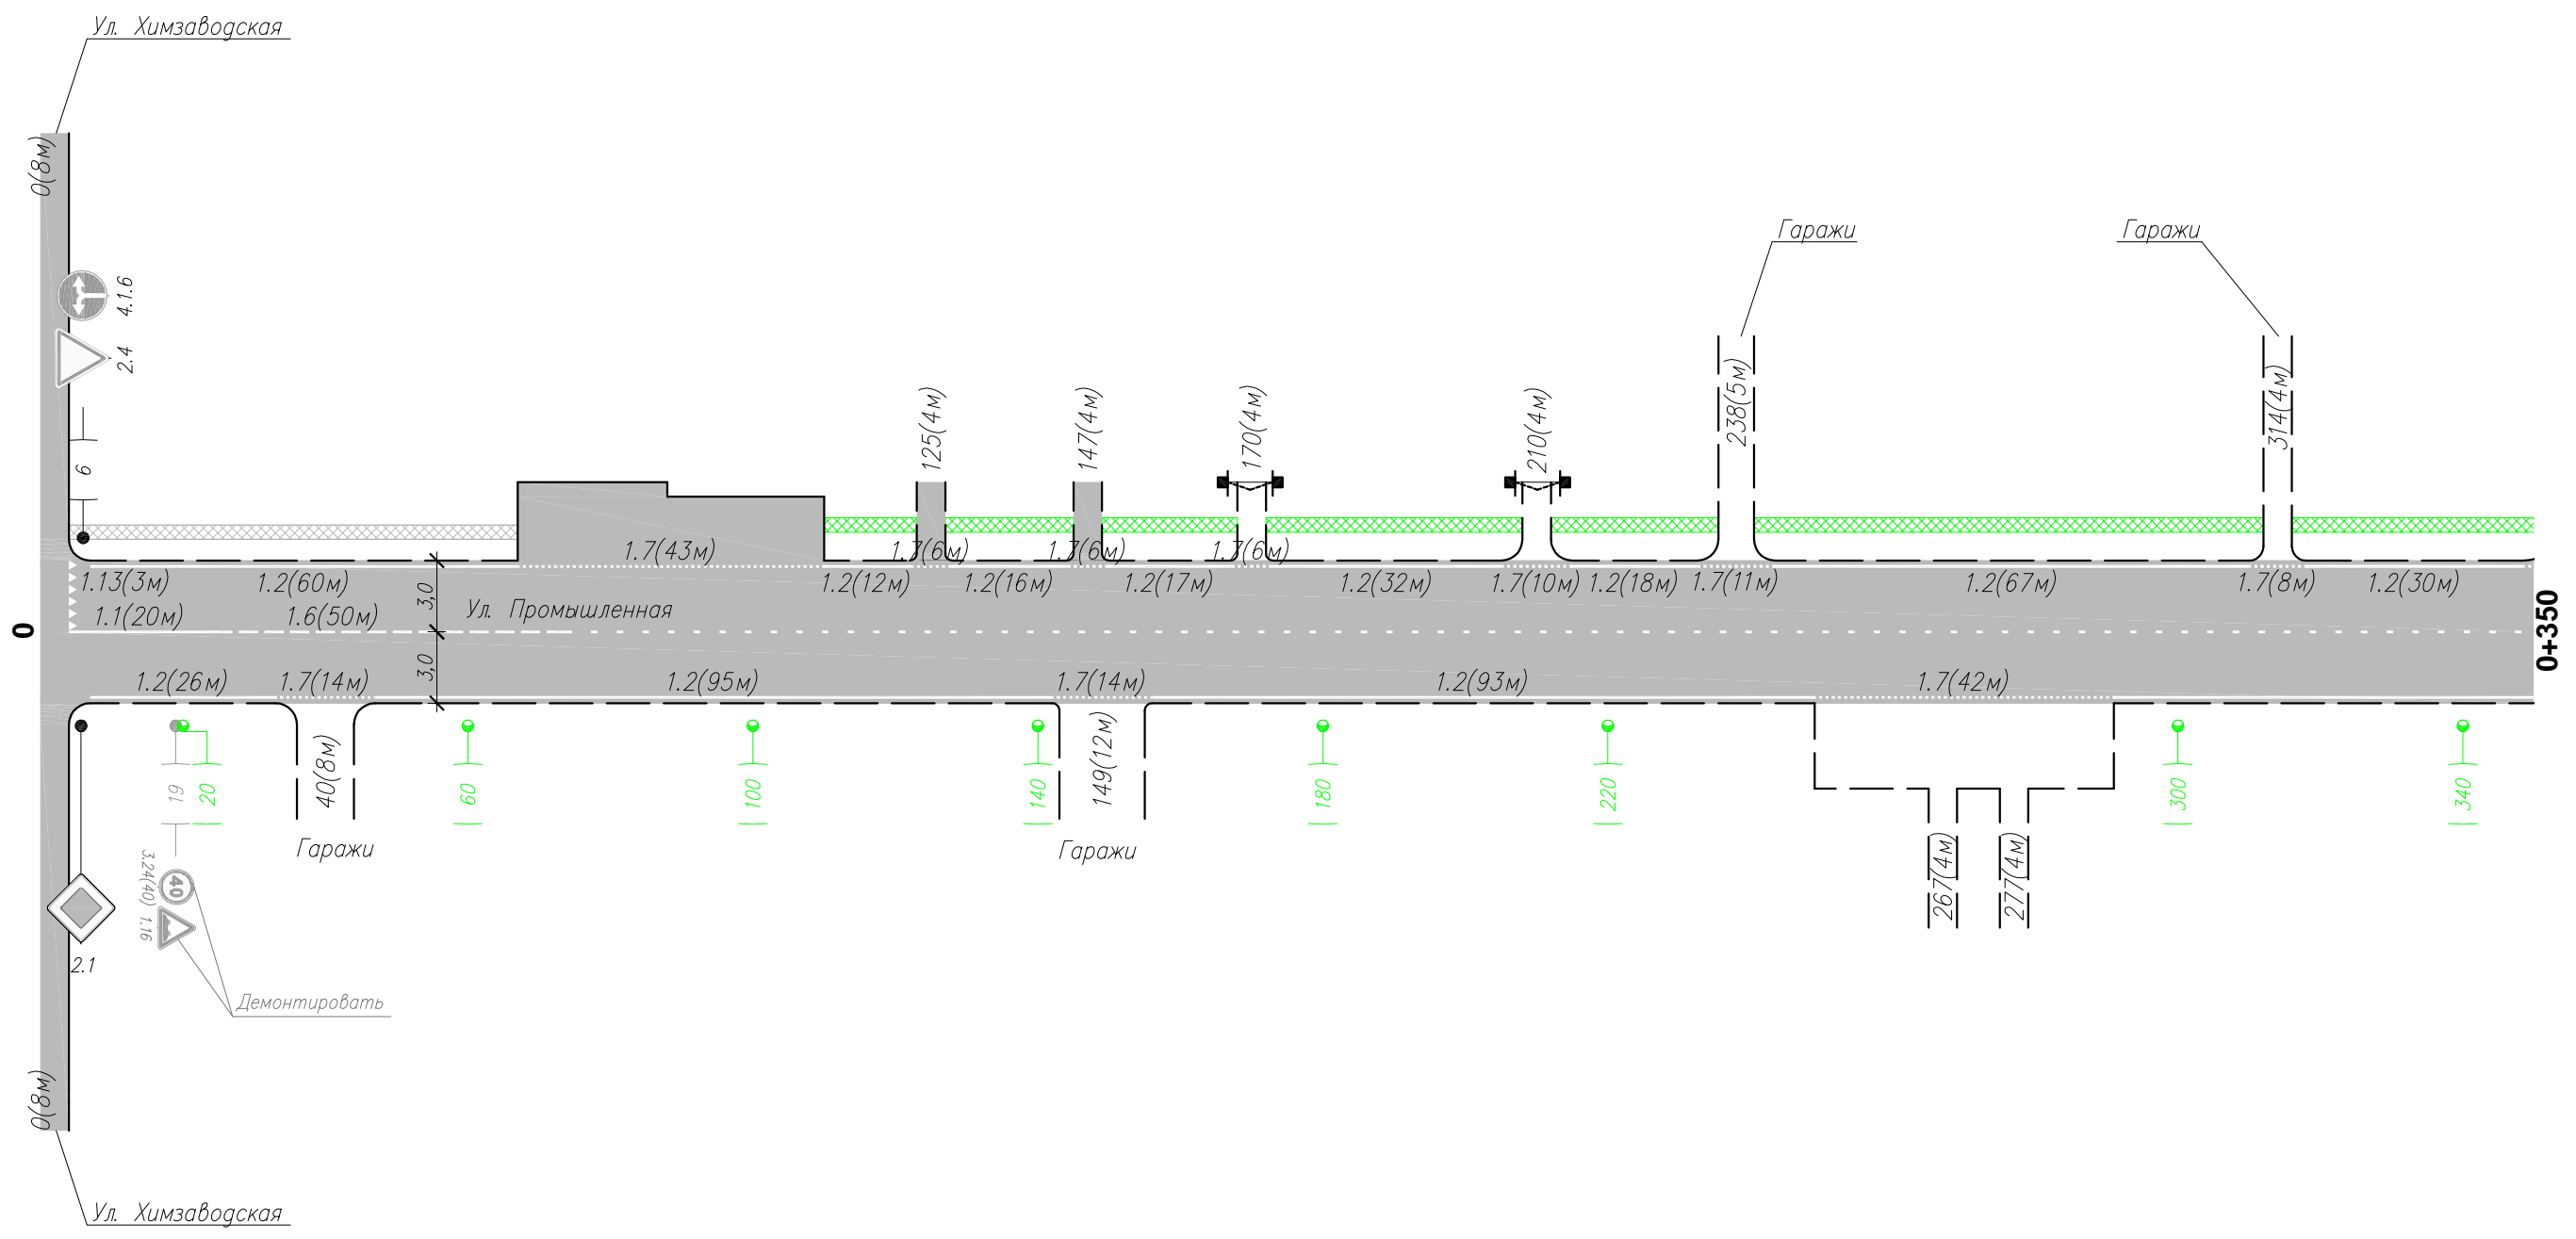 Ул. Химзаводская
0(8м)
Гаражи
Гаражи
4.1.6
2.4
6
125(4м)
147(4м)
170(4м)
210(4м)
238(5м)
314(4м)
1.7(43м)
1.7(6м)
1.7(6м)
1.7(6м)
1.13(3м)
1.2(60м)
3,0
1.2(12м)
1.2(16м)
1.2(17м)
1.2(32м)
1.7(10м)
1.2(18м)
1.7(11м)
1.2(67м)
1.7(8м)
1.2(30м)
1.1(20м)
1.6(50м)
Ул. Промышленная
0
0+350
3,0
1.2(26м)
1.7(14м)
1.2(95м)
1.7(14м)
1.2(93м)
1.7(42м)
19
20
40(8м)
60
100
140
149(12м)
180
220
300
340
Гаражи
Гаражи
267(4м)
277(4м)
3.24(40)
1.16
40
2.1
Демонтировать
0(8м)
Ул. Химзаводская